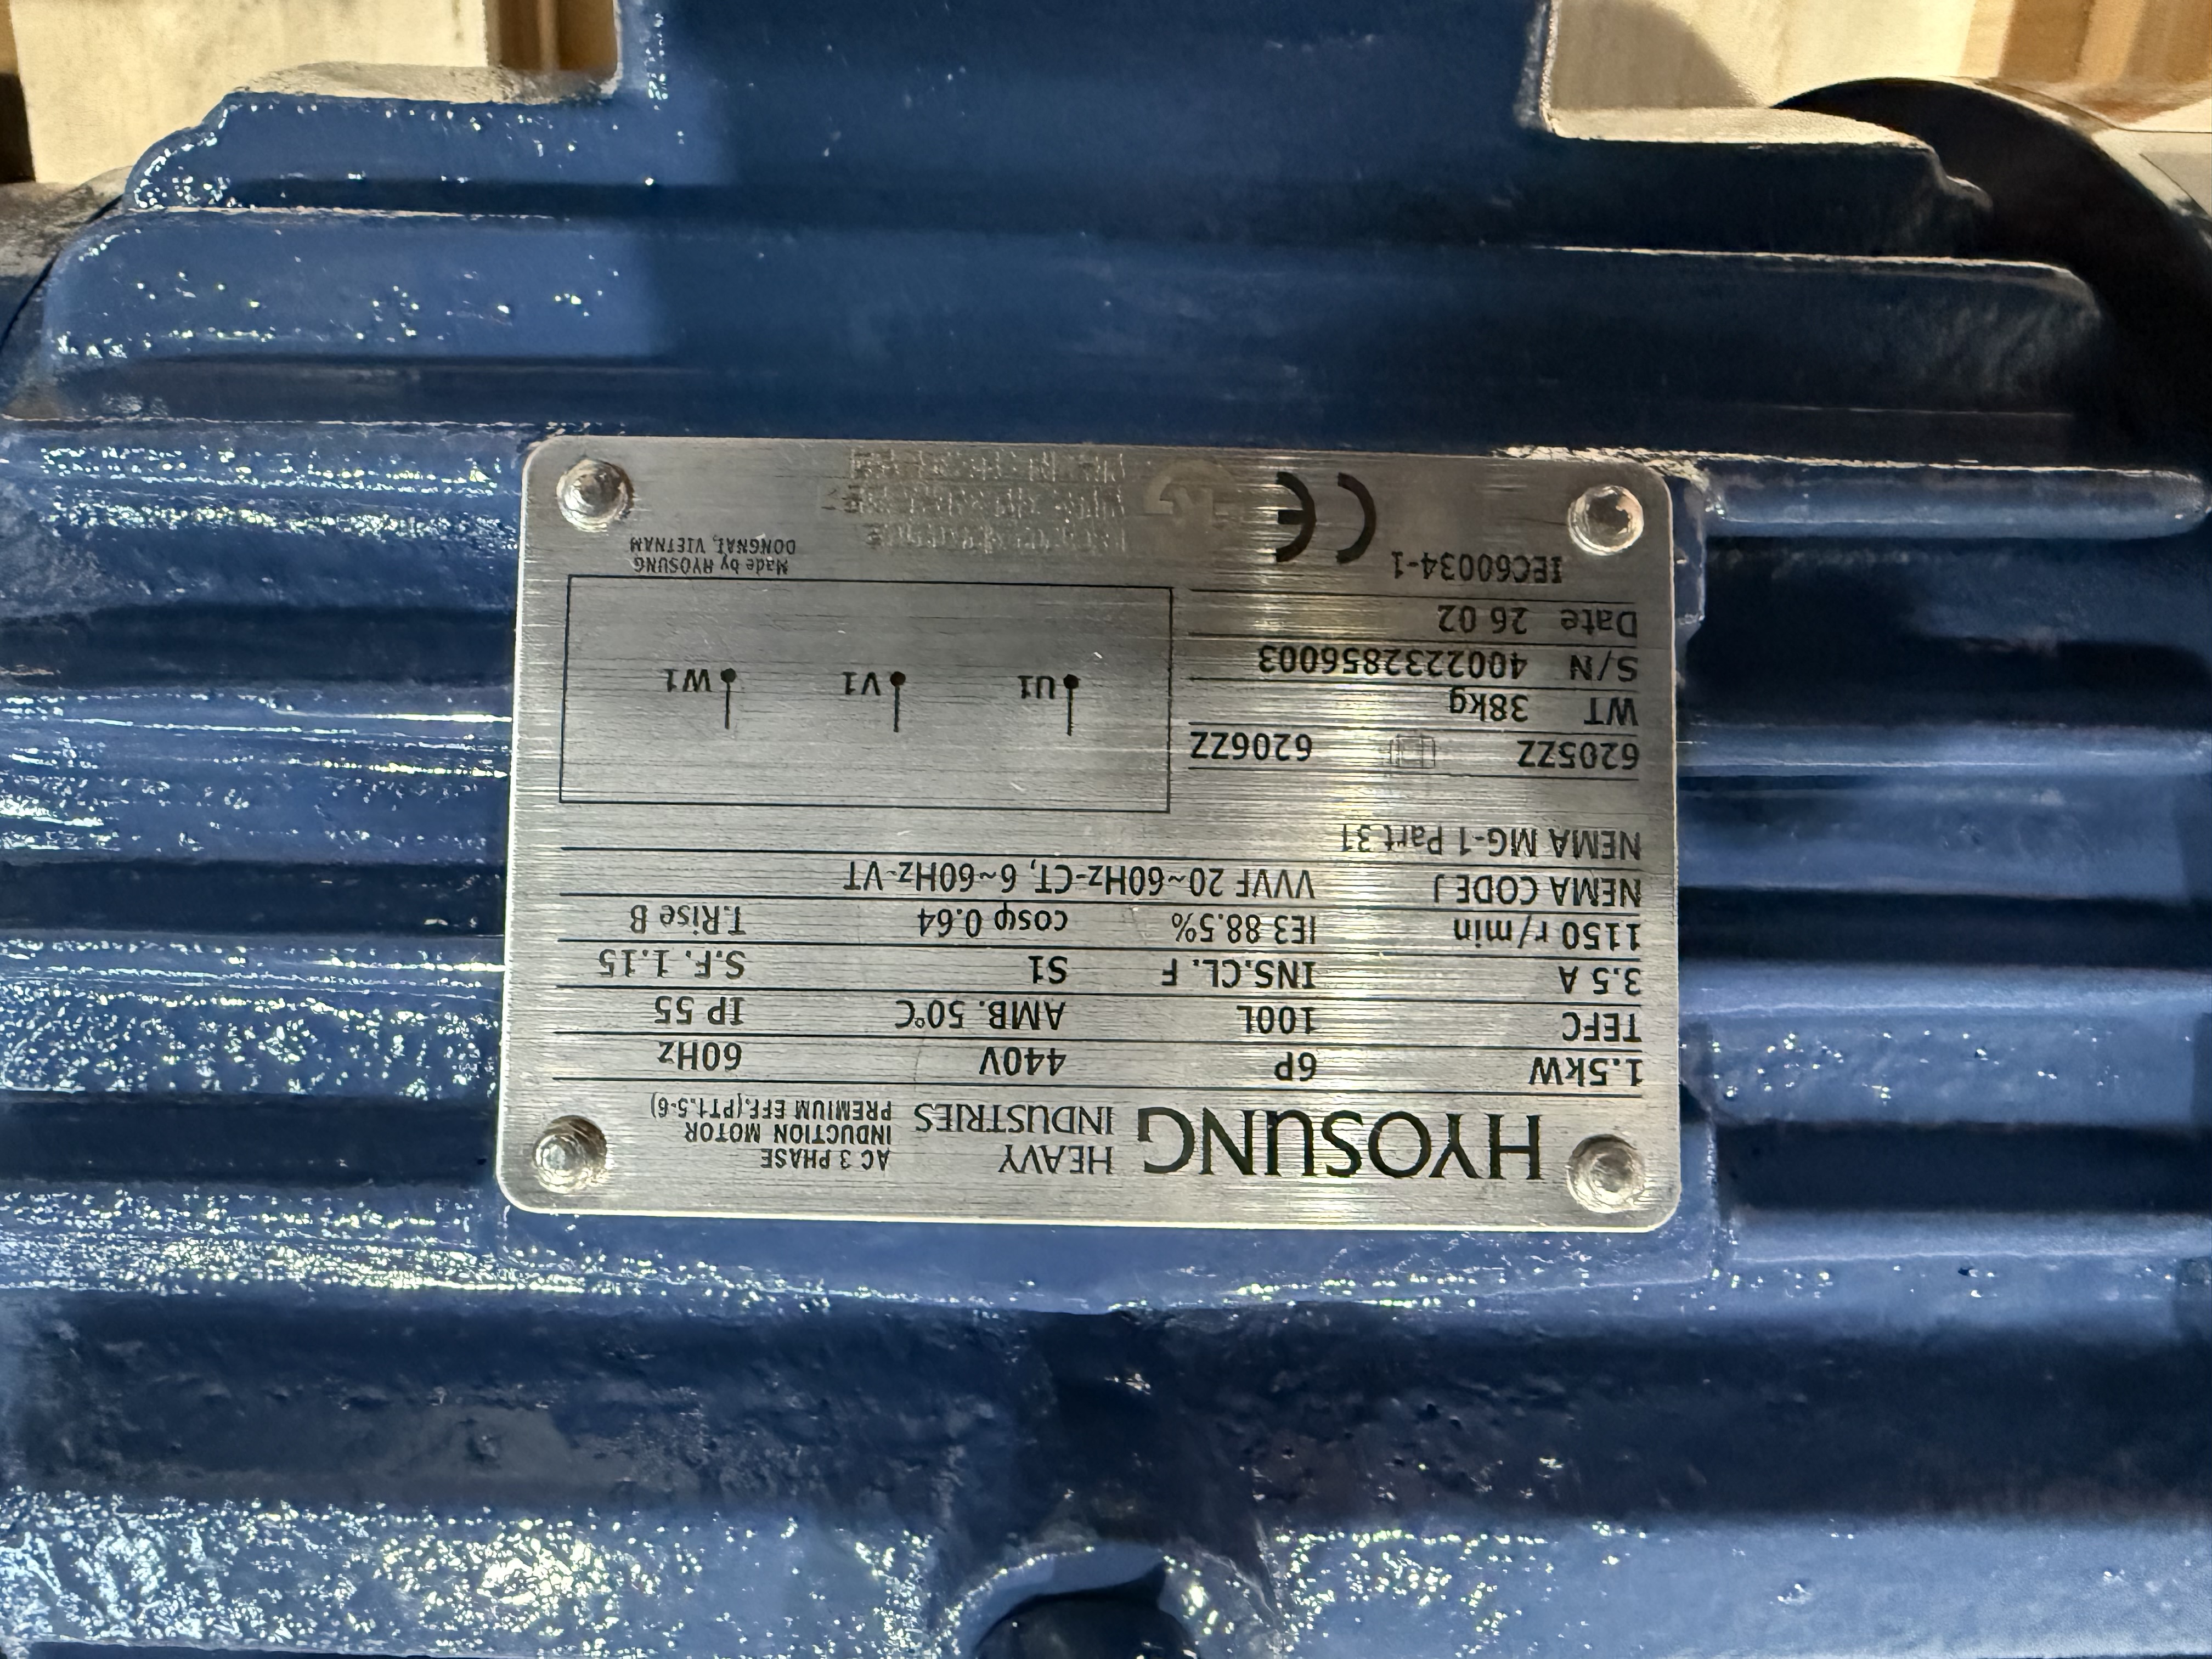 HYOSUNG HEAVY INDUSTRIES
AC 3 PHASE
INDUCTION MOTOR
PREMIUM EFF.(PT1.5-6)
1.5kW 6P 440V 60Hz
TEFC 100L AMB. 50°C IP 55
3.5 A INS.CL. F S1 S.F. 1.15
1150 r/min IE3 88.5% cosφ 0.64 T.Rise B
NEMA CODE J VVVF 20~60Hz-CT, 6~60Hz-VT
NEMA MG-1 Part 31
6205ZZ 6206ZZ
WT 38kg
S/N 4002232856003
Date 26 02
U1 V1 W1
IEC60034-1
CE
Made by HYOSUNG
DONGNAI, VIETNAM